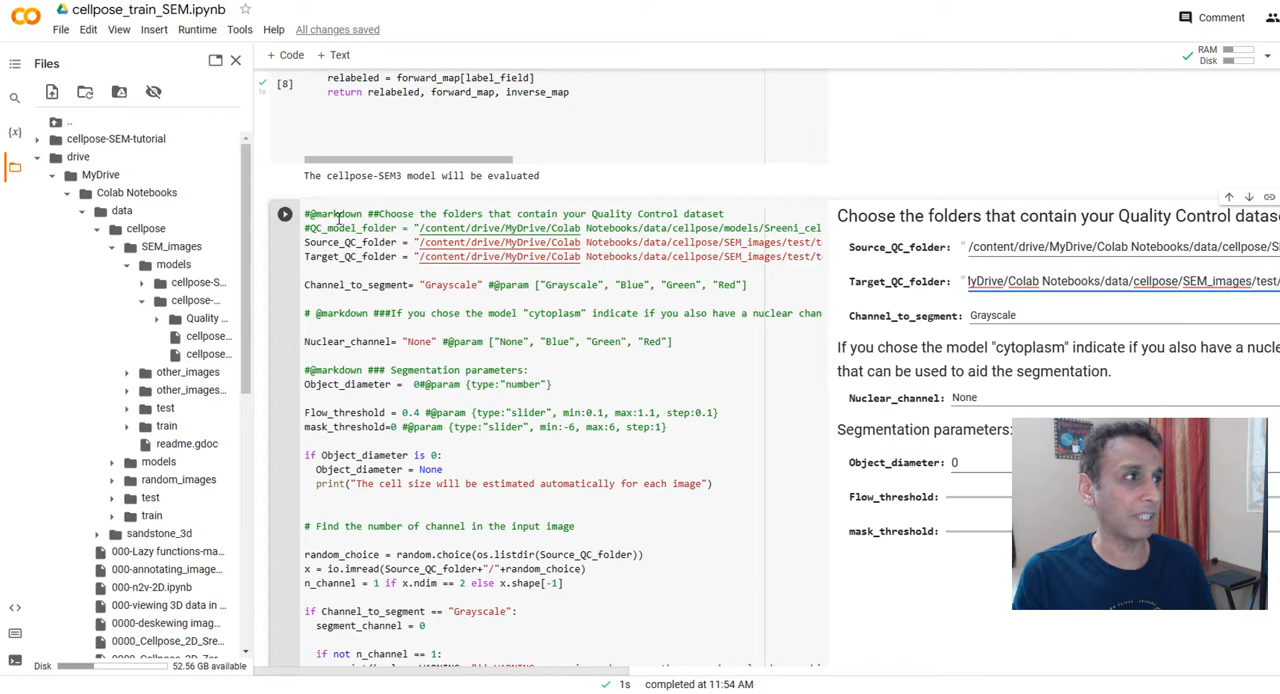 cellpose_train_SEM.ipynb
File Edit View Insert Runtime Tools Help All changes saved
Comment
+ Code + Text
RAM
Disk
Files
..
cellpose-SEM-tutorial
drive
MyDrive
Colab Notebooks
data
cellpose
SEM_images
models
cellpose-S...
cellpose-...
Quality ...
cellpose...
cellpose...
other_images
other_images...
test
train
readme.gdoc
models
random_images
test
train
sandstone_3d
000-Lazy functions-ma...
000-annotating_image...
000-n2v-2D.ipynb
000-viewing 3D data in ...
000-deskewing imag...
0000_Cellpose_2D_Sre...
Disk 52.56 GB available
[8]
1s
relabeled = forward_map[label_field]
return relabeled, forward_map, inverse_map
The cellpose-SEM3 model will be evaluated
#@markdown ##Choose the folders that contain your Quality Control dataset
#QC_model_folder = "/content/drive/MyDrive/Colab Notebooks/data/cellpose/models/Sreeni_cel
Source_QC_folder = "/content/drive/MyDrive/Colab Notebooks/data/cellpose/SEM_images/test/t
Target_QC_folder = "/content/drive/MyDrive/Colab Notebooks/data/cellpose/SEM_images/test/t
Channel_to_segment= "Grayscale" #@param ["Grayscale", "Blue", "Green", "Red"]
# @markdown ###If you chose the model "cytoplasm" indicate if you also have a nuclear chan
Nuclear_channel= "None" #@param ["None", "Blue", "Green", "Red"]
#@markdown ### Segmentation parameters:
Object_diameter =  0#@param {type:"number"}
Flow_threshold = 0.4 #@param {type:"slider", min:0.1, max:1.1, step:0.1}
mask_threshold=0 #@param {type:"slider", min:-6, max:6, step:1}
if Object_diameter is 0:
Object_diameter = None
print("The cell size will be estimated automatically for each image")
# Find the number of channel in the input image
random_choice = random.choice(os.listdir(Source_QC_folder))
x = io.imread(Source_QC_folder+"/"+random_choice)
n_channel = 1 if x.ndim == 2 else x.shape[-1]
if Channel_to_segment == "Grayscale":
segment_channel = 0
if not n_channel == 1:
Choose the folders that contain your Quality Control datase
Source_QC_folder: "/content/drive/MyDrive/Colab Notebooks/data/cellpose/S
Target_QC_folder: "MyDrive/Colab Notebooks/data/cellpose/SEM_images/test/
Channel_to_segment: Grayscale
If you chose the model "cytoplasm" indicate if you also have a nucle
that can be used to aid the segmentation.
Nuclear_channel: None
Segmentation parameters:
Object_diameter: 0
Flow_threshold:
mask_threshold:
1s completed at 11:54 AM